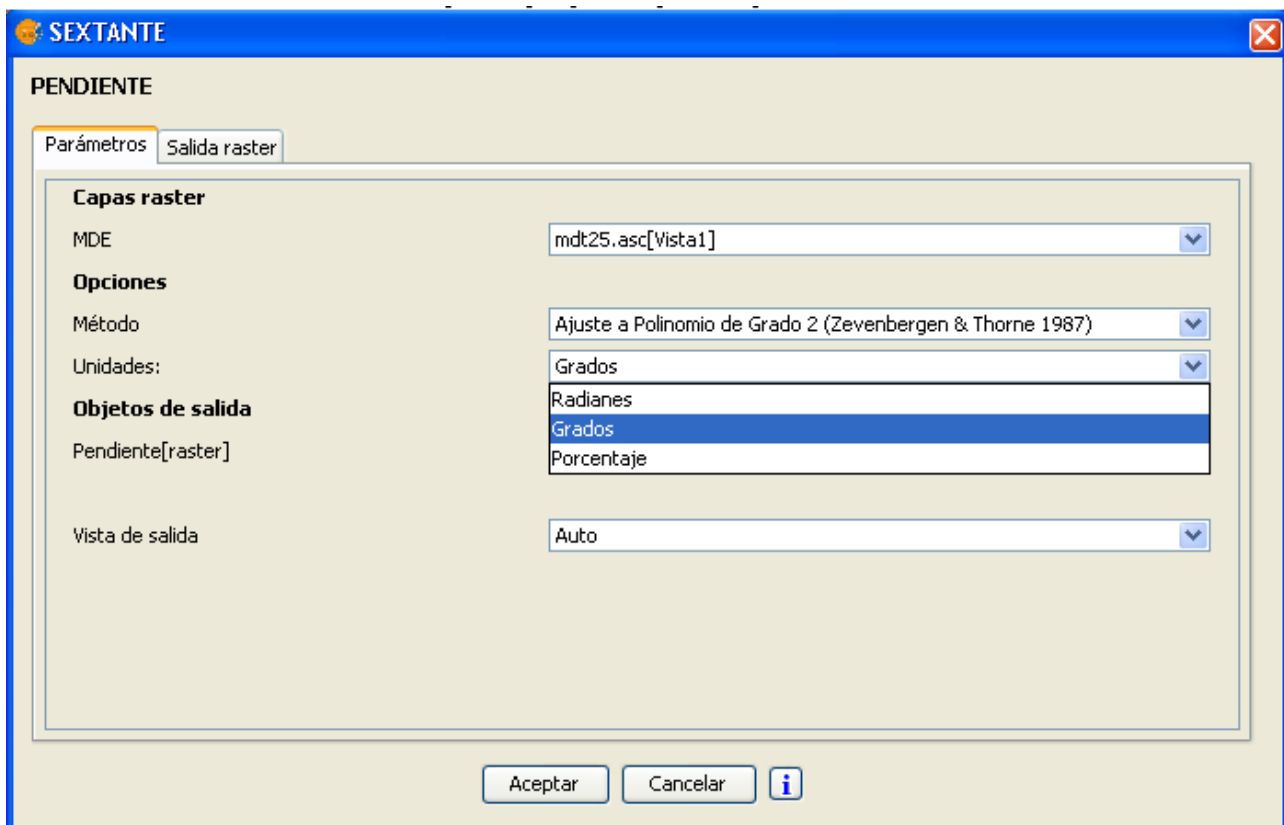 SEXTANTE
PENDIENTE
Parámetros Salida raster
Capas raster
MDE mdt25.asc[Vista1]
Opciones
Método Ajuste a Polinomio de Grado 2 (Zevenbergen & Thorne 1987)
Unidades: Grados
Radianes
Objetos de salida
Grados
Pendiente[raster]
Porcentaje
Vista de salida Auto
Aceptar Cancelar i